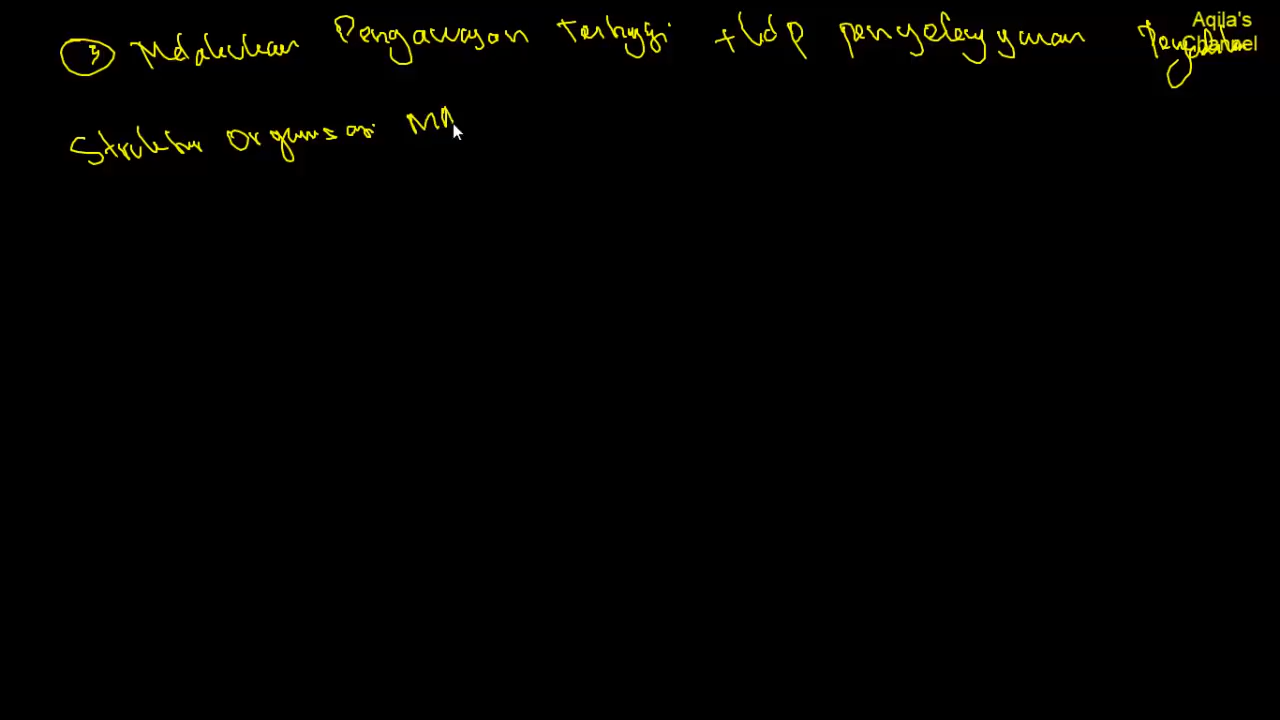 3 Melakukan Pengawasan Tertinggi thdp penyelenggaraan
Aqila's
Channel
Struktur Organisasi MA